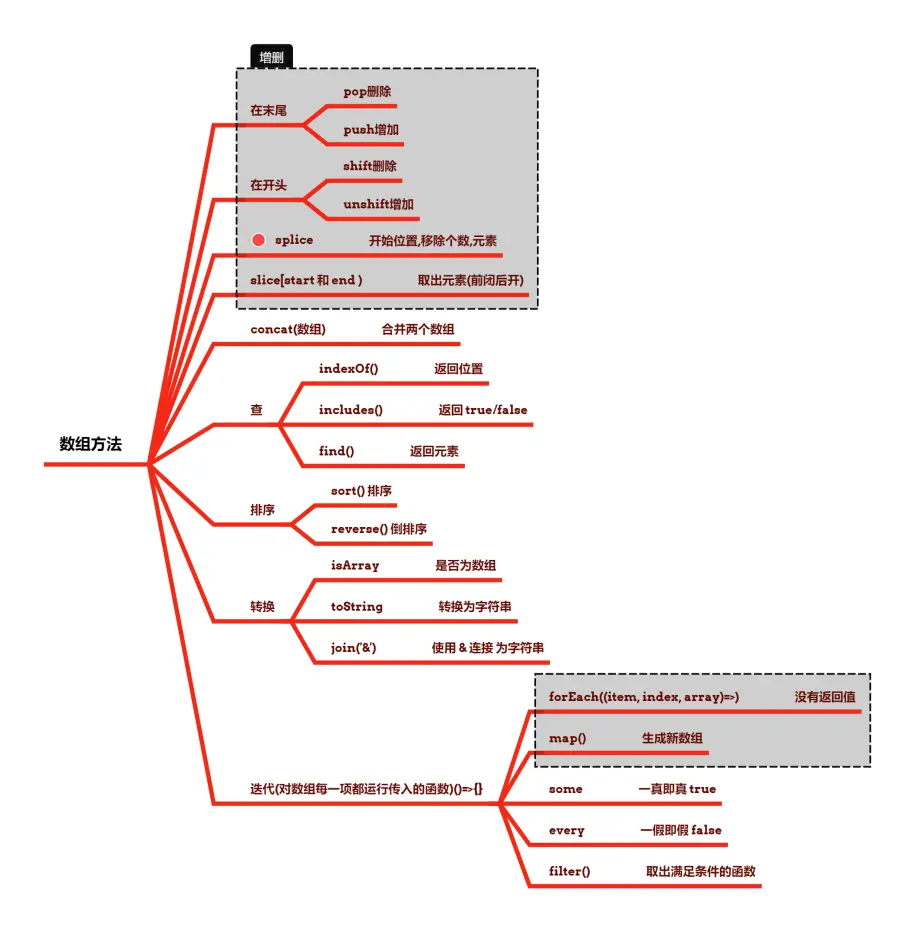 增删
在末尾
pop删除
push增加
在开头
shift删除
unshift增加
splice 开始位置,移除个数,元素
slice[start 和 end ) 取出元素(前闭后开)
concat(数组) 合并两个数组
数组方法
查
indexOf() 返回位置
includes() 返回 true/false
find() 返回元素
排序
sort() 排序
reverse() 倒排序
转换
isArray 是否为数组
toString 转换为字符串
join('&') 使用 & 连接 为字符串
迭代(对数组每一项都运行传入的函数)()=>{}
forEach((item, index, array)=>) 没有返回值
map() 生成新数组
some 一真即真 true
every 一假即假 false
filter() 取出满足条件的函数